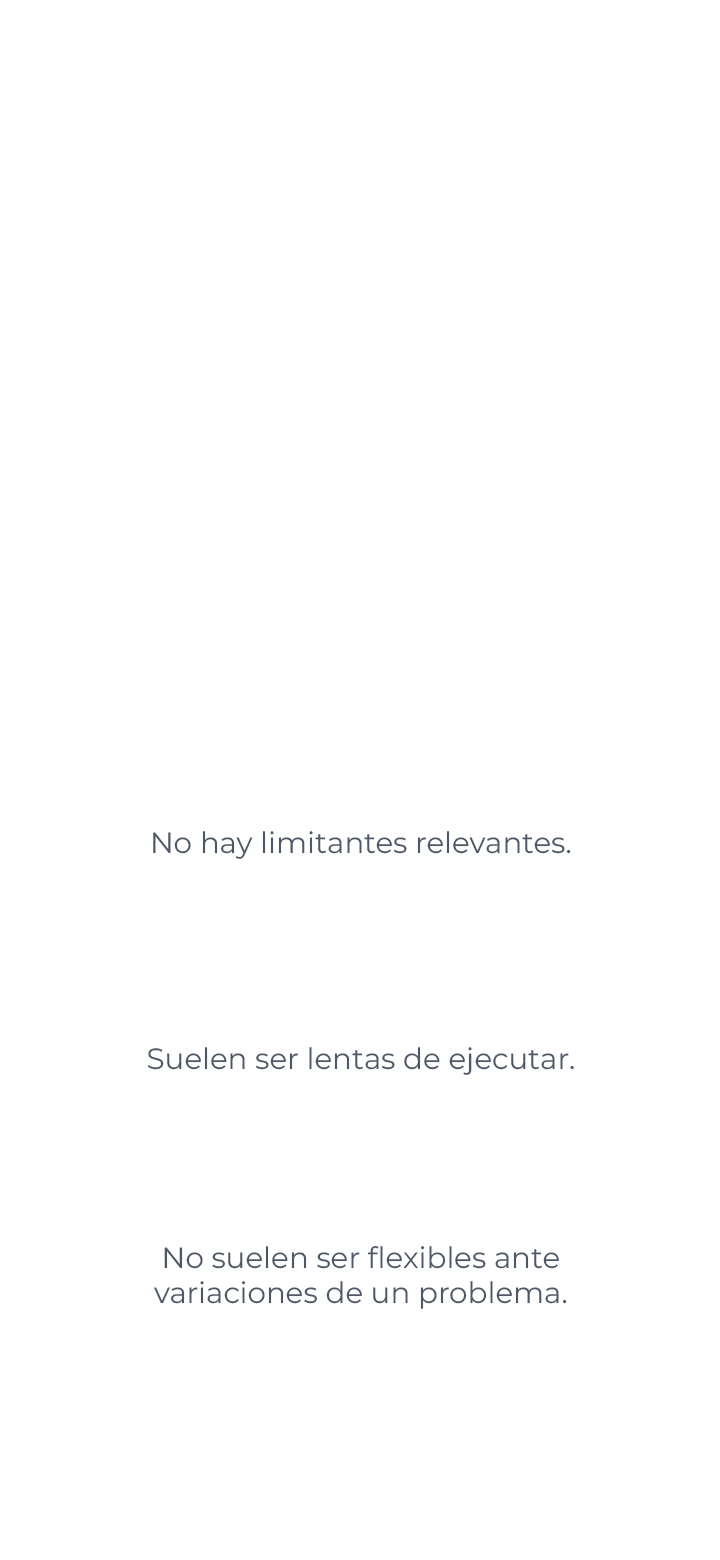 No hay limitantes relevantes.
Suelen ser lentas de ejecutar.
No suelen ser flexibles ante
variaciones de un problema.